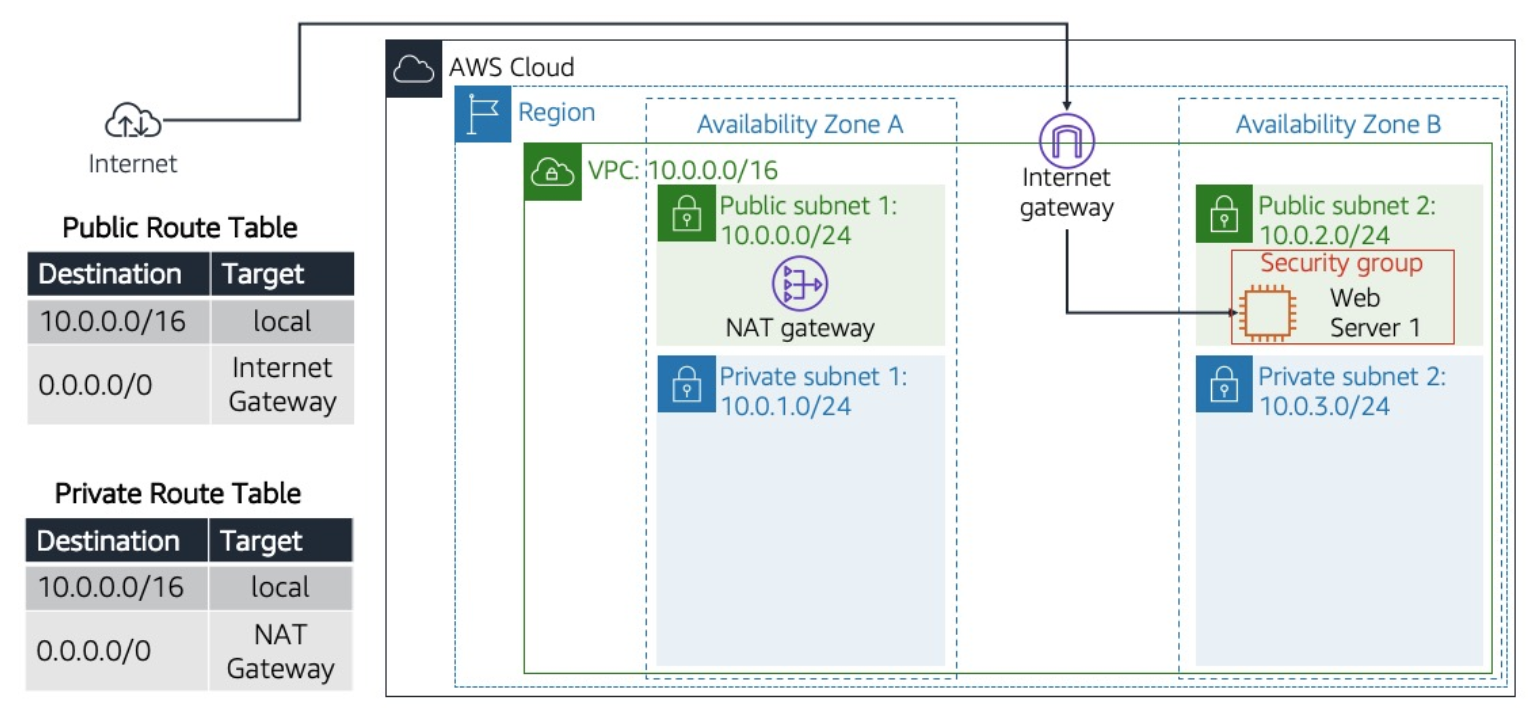 AWS Cloud
Region
Availability Zone A
Availability Zone B
Internet
VPC: 10.0.0.0/16
Internet
gateway
Public subnet 1:
10.0.0.0/24
NAT gateway
Public subnet 2:
10.0.2.0/24
Security group
Web
Server 1
Private subnet 1:
10.0.1.0/24
Private subnet 2:
10.0.3.0/24
Public Route Table
Destination Target
10.0.0.0/16 local
0.0.0.0/0 Internet
Gateway
Private Route Table
Destination Target
10.0.0.0/16 local
0.0.0.0/0 NAT
Gateway